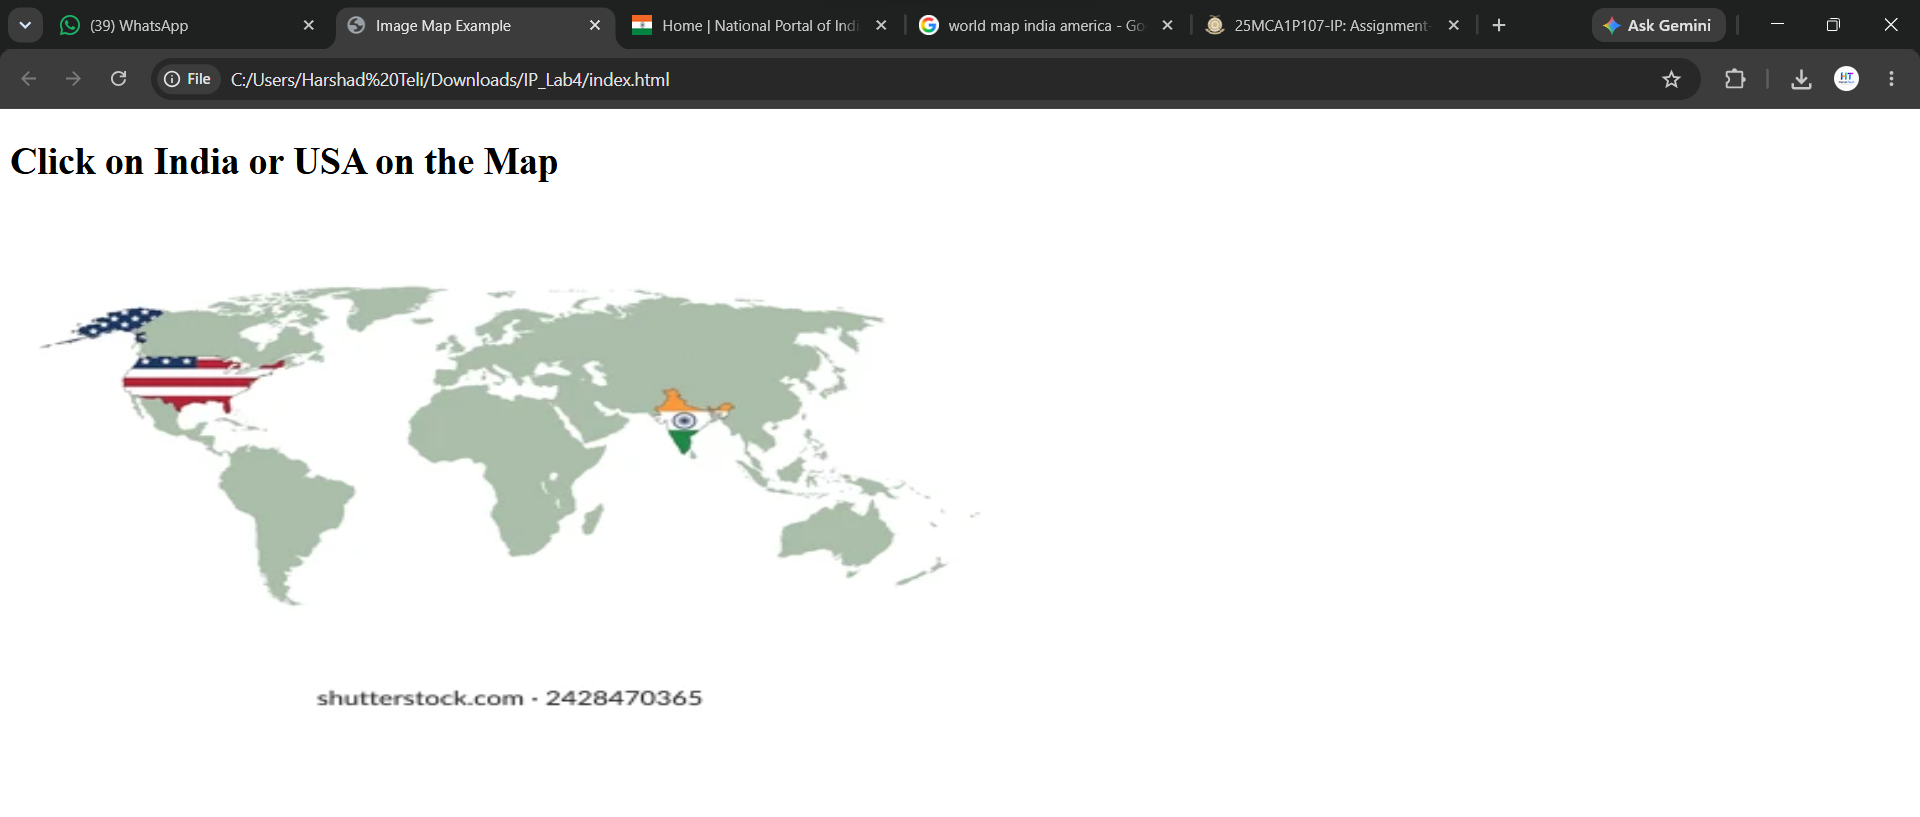 (39) WhatsApp
Image Map Example
Home | National Portal of Indi
world map india america - Go
25MCA1P107-IP: Assignment-
Ask Gemini
File
C:/Users/Harshad%20Teli/Downloads/IP_Lab4/index.html
HT
Click on India or USA on the Map
shutterstock.com · 2428470365